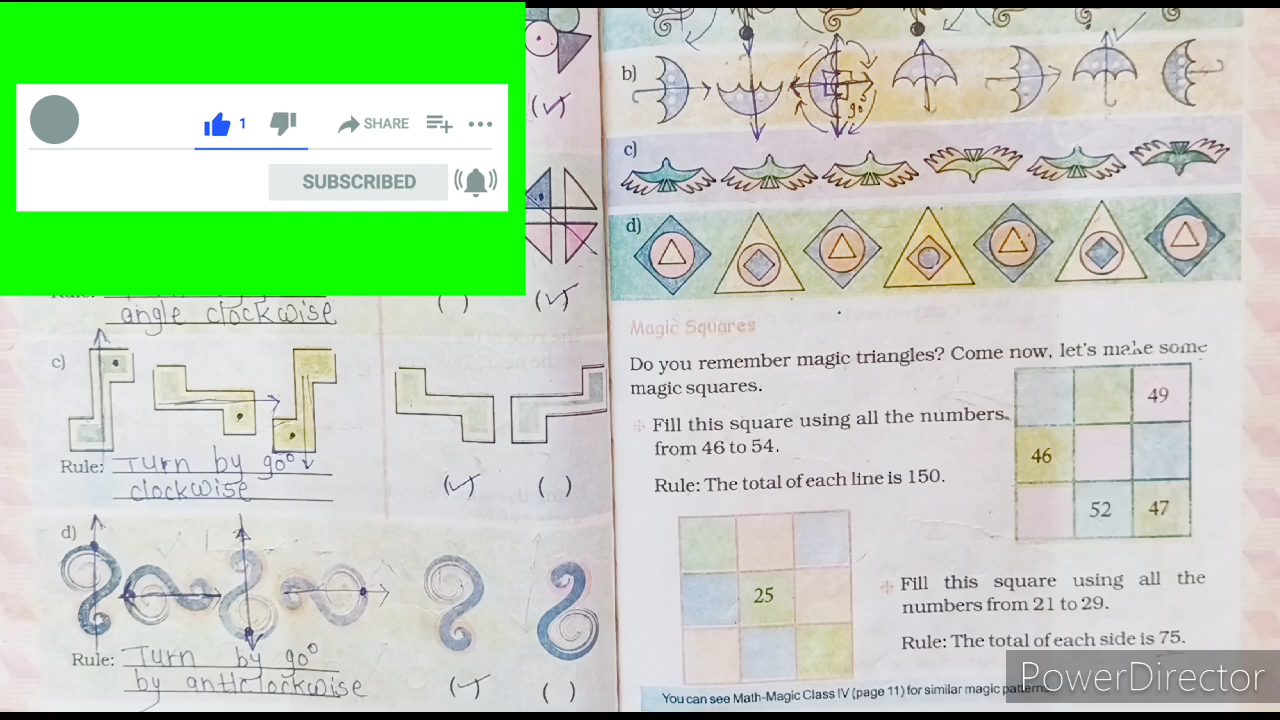 1
SHARE
SUBSCRIBED
(✓)
( ) (✓)
angle clockwise
c)
Rule: Turn by 90°
clockwise
(✓) ( )
d)
Rule: Turn by 90°
by anticlockwise
(✓) ( )
b)
90°
c)
d)
Magic Squares
Do you remember magic triangles? Come now, let's make some
magic squares.
Fill this square using all the numbers
from 46 to 54.
Rule: The total of each line is 150.
49
46
52 47
25
Fill this square using all the
numbers from 21 to 29.
Rule: The total of each side is 75.
You can see Math-Magic Class IV (page 11) for similar magic
PowerDirector